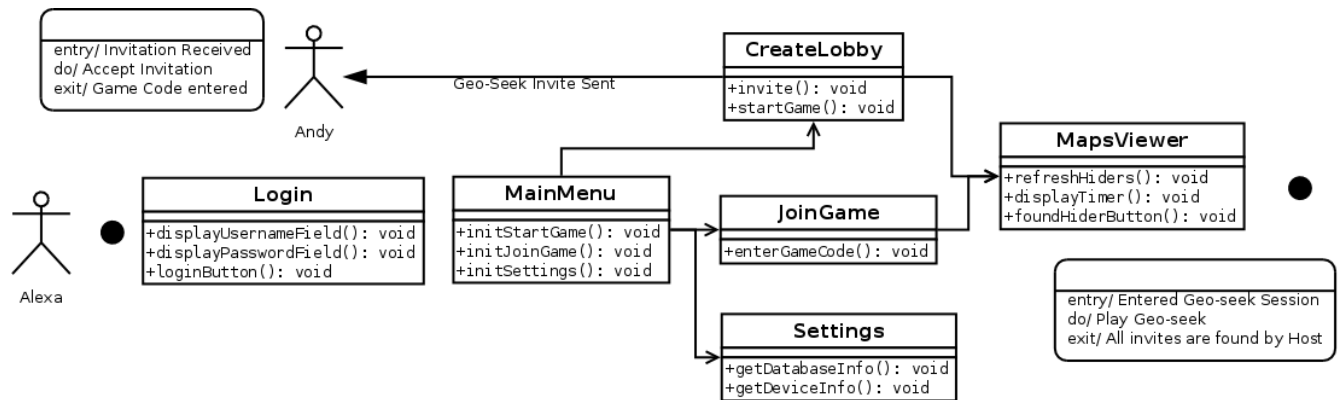 entry/ Invitation Received
do/ Accept Invitation
exit/ Game Code entered
Andy
Geo-Seek Invite Sent
CreateLobby
+invite(): void
+startGame(): void
MapsViewer
+refreshHiders(): void
+displayTimer(): void
+foundHiderButton(): void
Alexa
Login
+displayUsernameField(): void
+displayPasswordField(): void
+loginButton(): void
MainMenu
+initStartGame(): void
+initJoinGame(): void
+initSettings(): void
JoinGame
+enterGameCode(): void
Settings
+getDatabaseInfo(): void
+getDeviceInfo(): void
entry/ Entered Geo-seek Session
do/ Play Geo-seek
exit/ All invites are found by Host